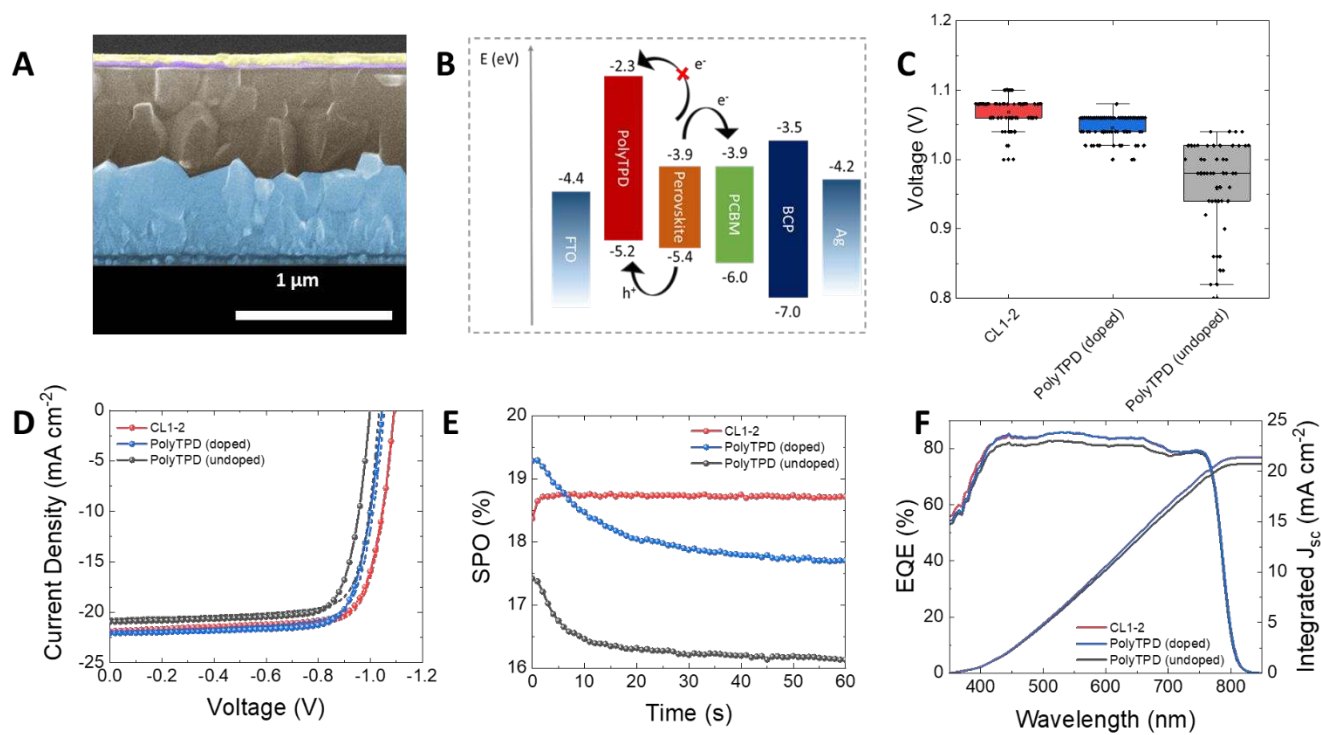 A
1 µm
B
E (eV)
-2.3
e-
e-
-3.5
-3.9
-3.9
-4.2
-4.4
PolyTPD
Perovskite
PCBM
BCP
FTO
Ag
-5.2
-5.4
-6.0
h+
-7.0
C
Voltage (V)
1.2
1.1
1.0
0.9
0.8
CL1-2
PolyTPD (doped)
PolyTPD (undoped)
D
Current Density (mA cm-2)
0
-5
-10
-15
-20
-25
CL1-2
PolyTPD (doped)
PolyTPD (undoped)
0.0
-0.2
-0.4
-0.6
-0.8
-1.0
-1.2
Voltage (V)
E
SPO (%)
20
19
18
17
16
CL1-2
PolyTPD (doped)
PolyTPD (undoped)
0
10
20
30
40
50
60
Time (s)
F
EQE (%)
80
60
40
20
0
CL1-2
PolyTPD (doped)
PolyTPD (undoped)
400
500
600
700
800
Wavelength (nm)
25
20
15
10
5
0
Integrated Jsc (mA cm-2)